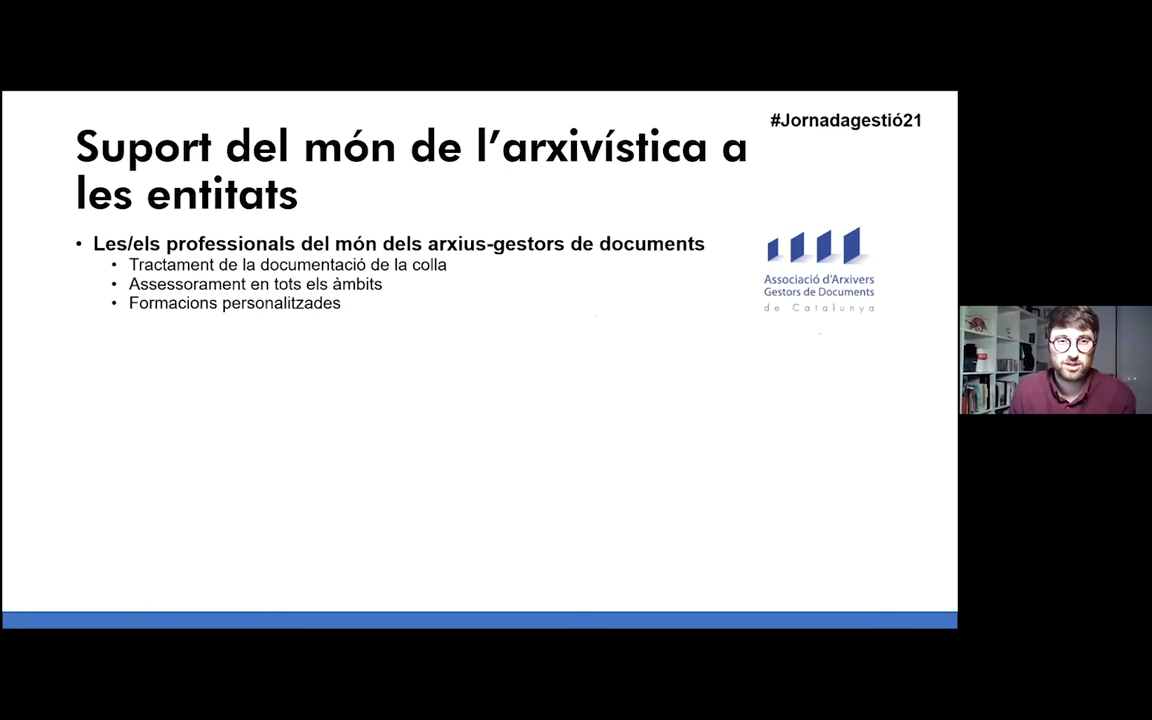 #Jornadagestió21
Suport del món de l’arxivística a
les entitats
• Les/els professionals del món dels arxius-gestors de documents
• Tractament de la documentació de la colla
• Assessorament en tots els àmbits
• Formacions personalitzades
Associació d’Arxivers
Gestors de Documents
de Catalunya